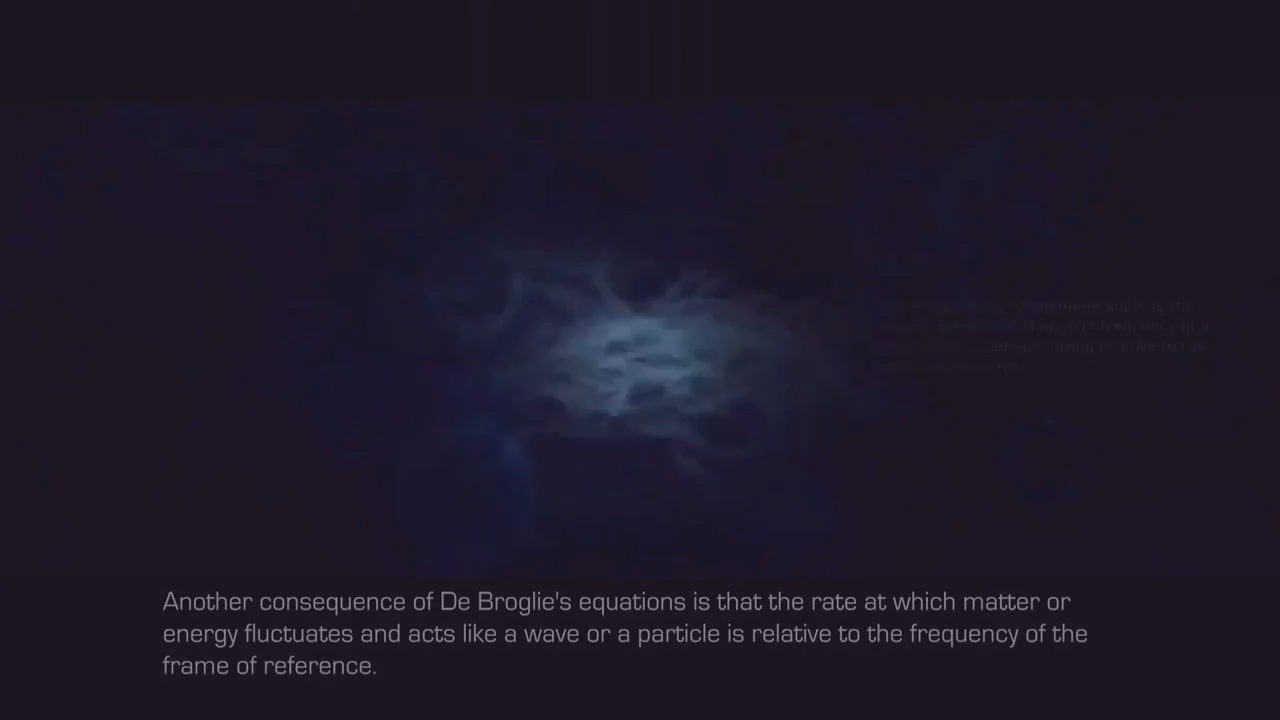 Another consequence of De Broglie's equations is that the rate at which matter or
energy fluctuates and acts like a wave or a particle is relative to the frequency of the
frame of reference.